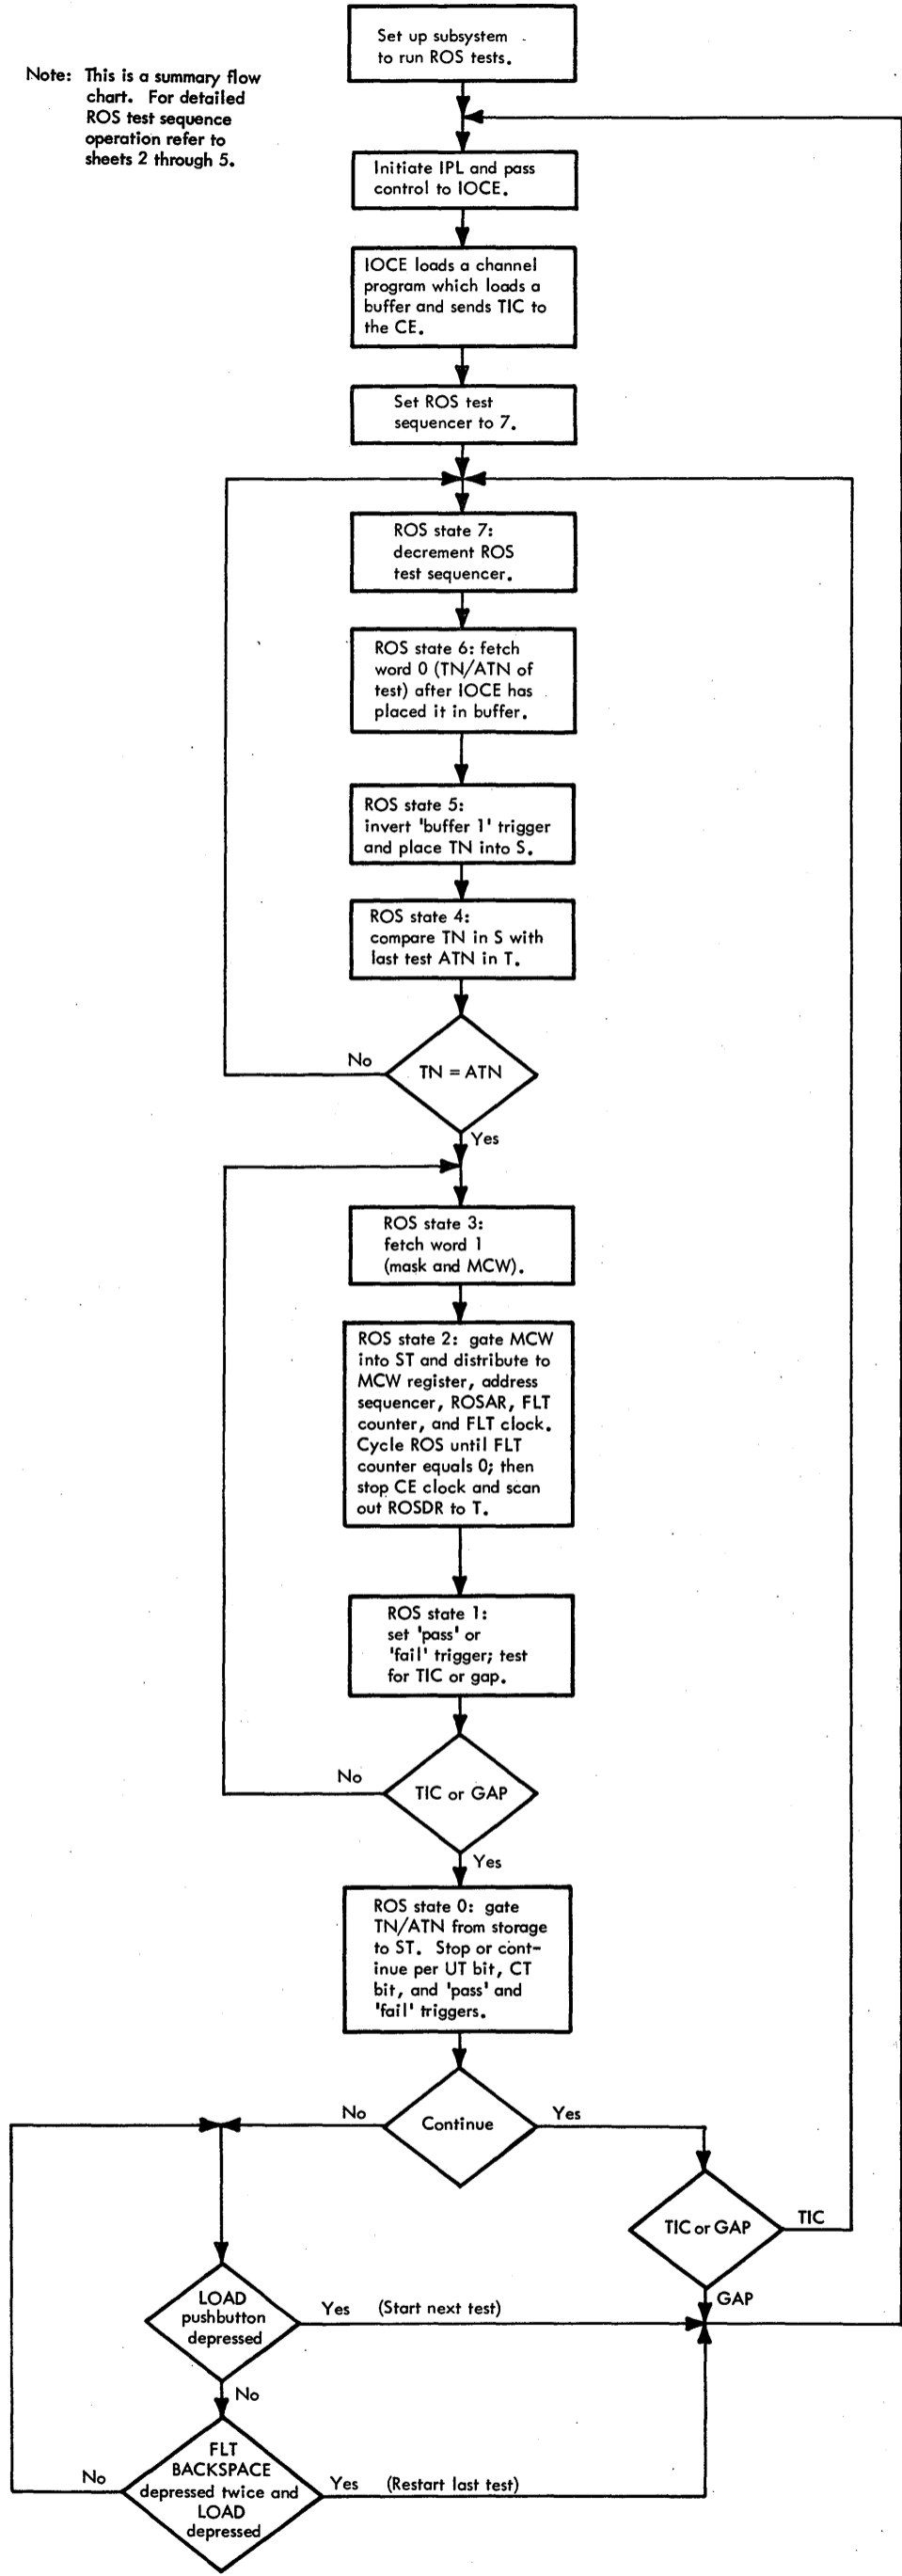 Set up subsystem
to run ROS tests.
Note: This is a summary flow
chart. For detailed
ROS test sequence
operation refer to
sheets 2 through 5.
Initiate IPL and pass
control to IOCE.
IOCE loads a channel
program which loads a
buffer and sends TIC to
the CE.
Set ROS test
sequencer to 7.
ROS state 7:
decrement ROS
test sequencer.
ROS state 6: fetch
word 0 (TN/ATN of
test) after IOCE has
placed it in buffer.
ROS state 5:
invert 'buffer 1' trigger
and place TN into S.
ROS state 4:
compare TN in S with
last test ATN in T.
No
TN = ATN
Yes
ROS state 3:
fetch word 1
(mask and MCW).
ROS state 2: gate MCW
into ST and distribute to
MCW register, address
sequencer, ROSAR, FLT
counter, and FLT clock.
Cycle ROS until FLT
counter equals 0; then
stop CE clock and scan
out ROSDR to T.
ROS state 1:
set 'pass' or
'fail' trigger; test
for TIC or gap.
No
TIC or GAP
Yes
ROS state 0: gate
TN/ATN from storage
to ST. Stop or cont-
inue per UT bit, CT
bit, and 'pass' and
'fail' triggers.
No
Continue
Yes
TIC or GAP
TIC
GAP
LOAD
pushbutton
depressed
Yes (Start next test)
No
FLT
BACKSPACE
depressed twice and
LOAD
depressed
No
Yes (Restart last test)